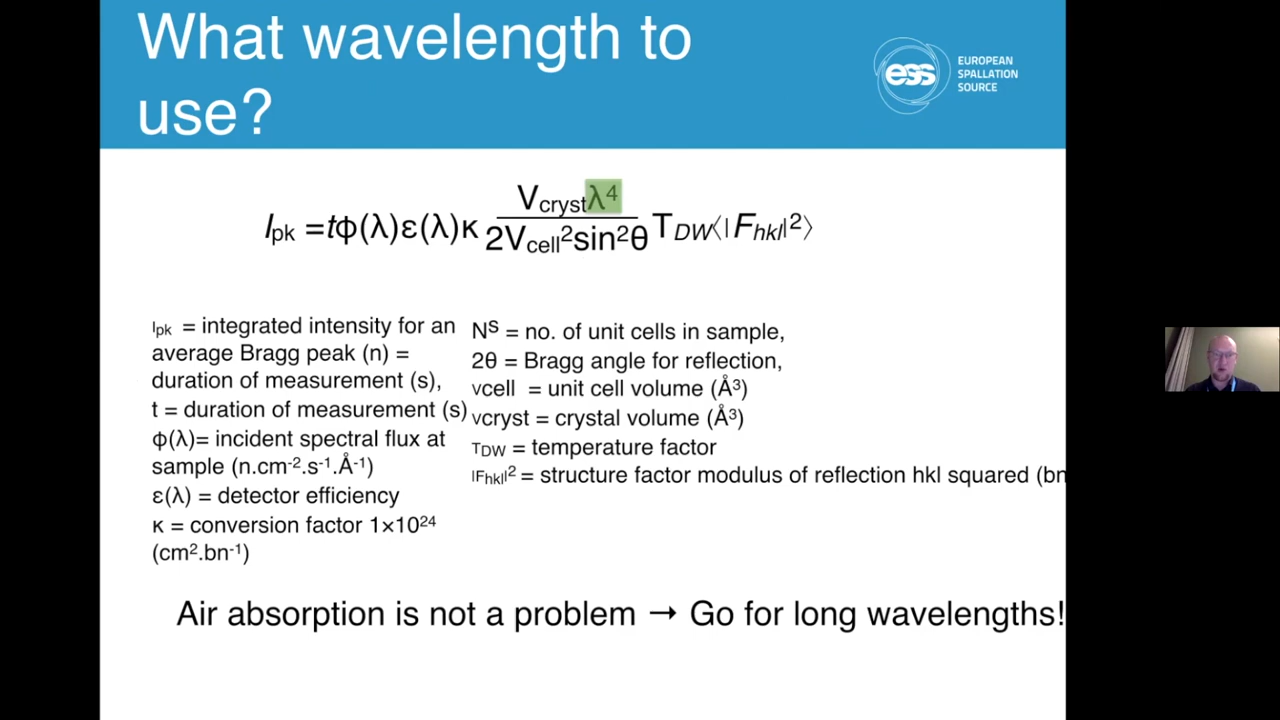 What wavelength to
use?
ess EUROPEAN
SPALLATION
SOURCE
Ipk =tφ(λ)ε(λ)κ Vcrystλ⁴ / 2Vcell²sin²θ TDW⟨|Fhkl|²⟩
Ipk = integrated intensity for an
average Bragg peak (n) =
duration of measurement (s),
t = duration of measurement (s)
φ(λ)= incident spectral flux at
sample (n.cm⁻².s⁻¹.Å⁻¹)
ε(λ) = detector efficiency
κ = conversion factor 1×10²⁴
(cm².bn⁻¹)
Nˢ = no. of unit cells in sample,
2θ = Bragg angle for reflection,
vcell = unit cell volume (Å³)
vcryst = crystal volume (Å³)
TDW = temperature factor
|Fhkl|² = structure factor modulus of reflection hkl squared (bn
Air absorption is not a problem → Go for long wavelengths!